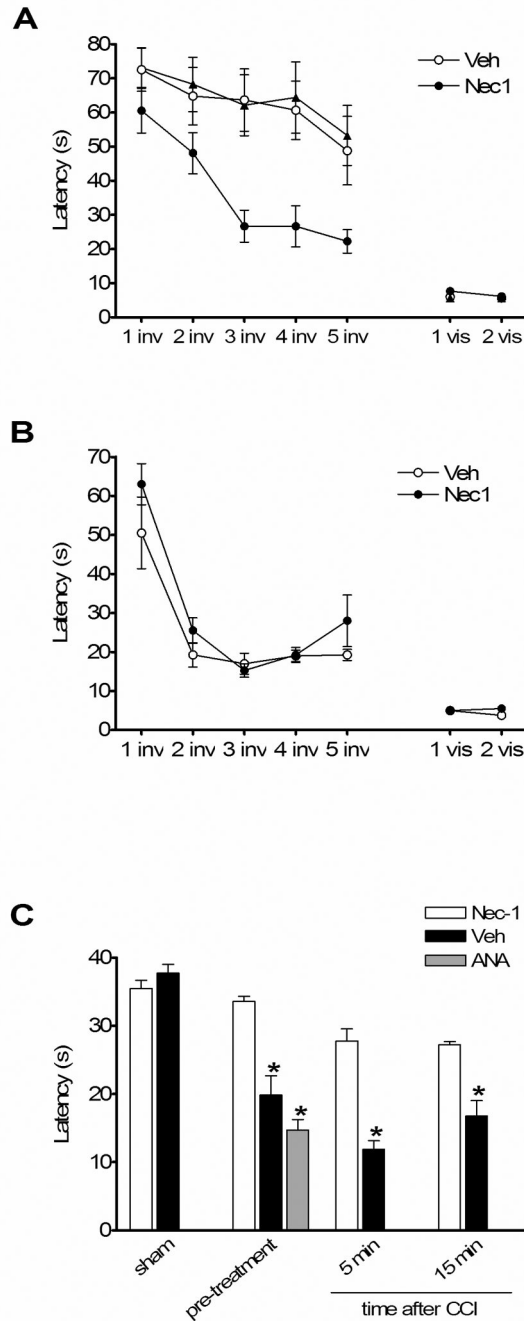 A
Latency (s)
80
70
60
50
40
30
20
10
0
Veh
Nec1
1 inv 2 inv 3 inv 4 inv 5 inv 1 vis 2 vis
B
Latency (s)
70
60
50
40
30
20
10
0
Veh
Nec1
1 inv 2 inv 3 inv 4 inv 5 inv 1 vis 2 vis
C
Latency (s)
40
30
20
10
0
Nec-1
Veh
ANA
* * * *
sham pre-treatment 5 min 15 min
time after CCI